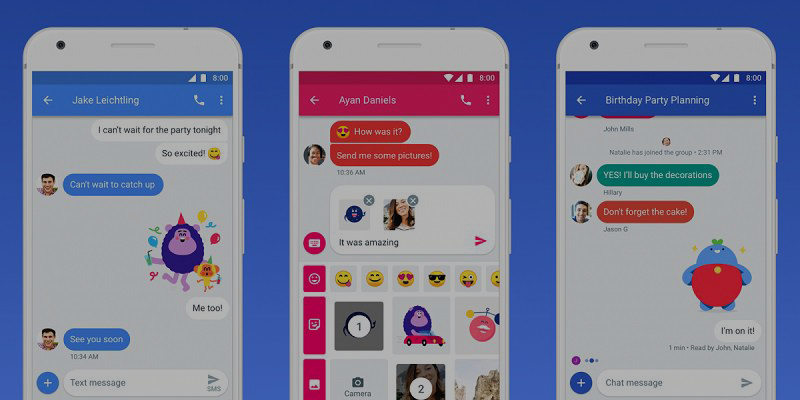 8:00
Jake Leichtling
I can't wait for the party tonight
So excited! 😋
Can't wait to catch up
Me too!
See you soon
10:34 AM
Text message
SMS
8:00
Ayan Daniels
😍 How was it?
Send me some pictures!
10:36 AM
It was amazing
1
Camera
2
8:00
Birthday Party Planning
John Mills
Natalie has joined the group • 2:31 PM
YES! I'll buy the decorations
Hillary
Don't forget the cake!
Jason G
I'm on it!
1 min • Read by John, Natalie
J
Chat message